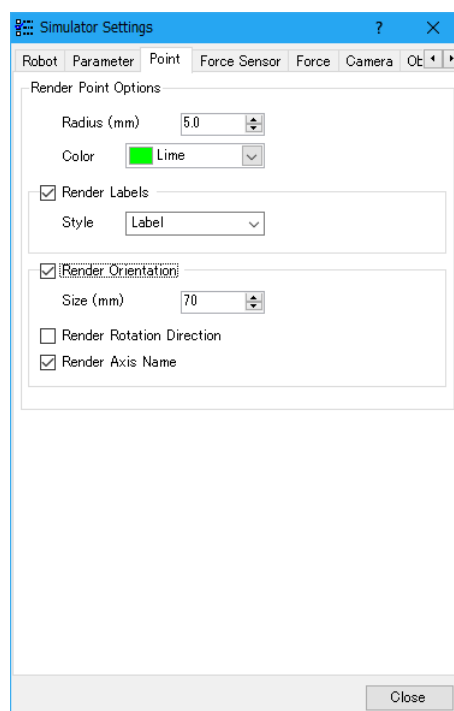 Simulator Settings ?
Robot Parameter Point Force Sensor Force Camera
Render Point Options
Radius (mm) 5.0
Color Lime
Render Labels
Style Label
Render Orientation
Size (mm) 70
Render Rotation Direction
Render Axis Name
Close